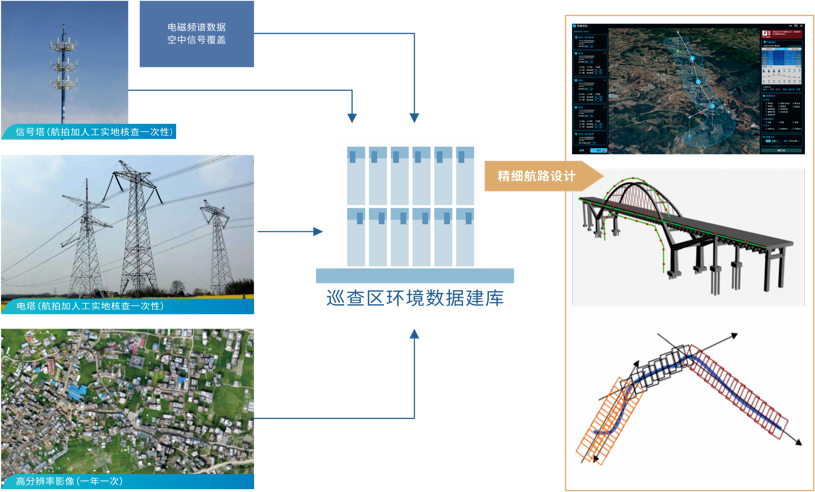 电磁频谱数据
空中信号覆盖
信号塔(航拍加人工实地核查一次性)
电塔(航拍加人工实地核查一次性)
高分辨率影像(一年一次)
巡查区环境数据建库
精细航路设计